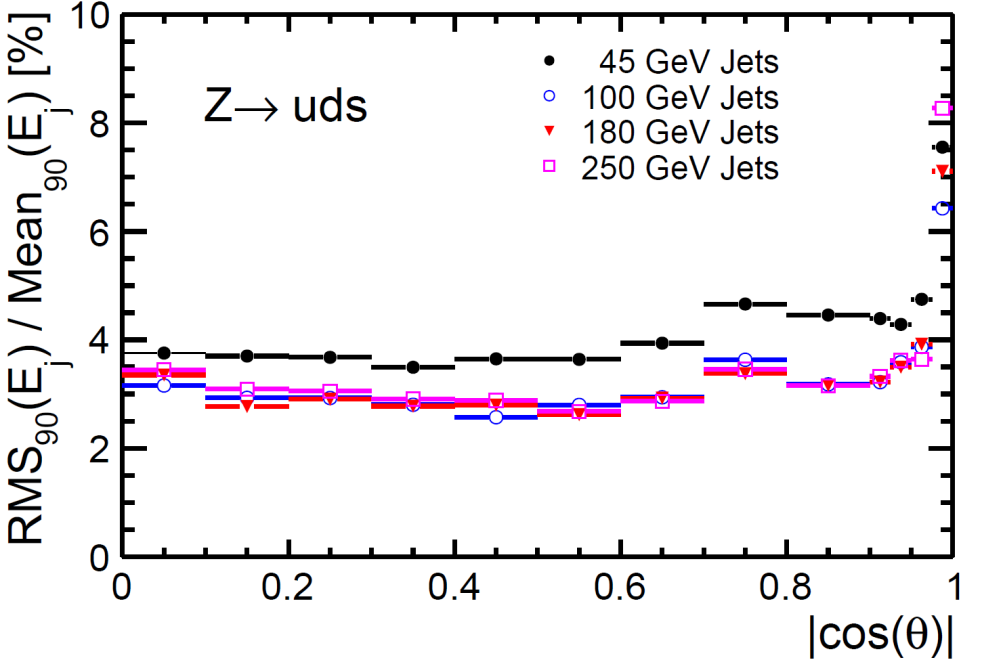 RMS₉₀(Eⱼ) / Mean₉₀(Eⱼ) [%]
10
8
6
4
2
0
Z→ uds
45 GeV Jets
100 GeV Jets
180 GeV Jets
250 GeV Jets
0 0.2 0.4 0.6 0.8 1
|cos(θ)|